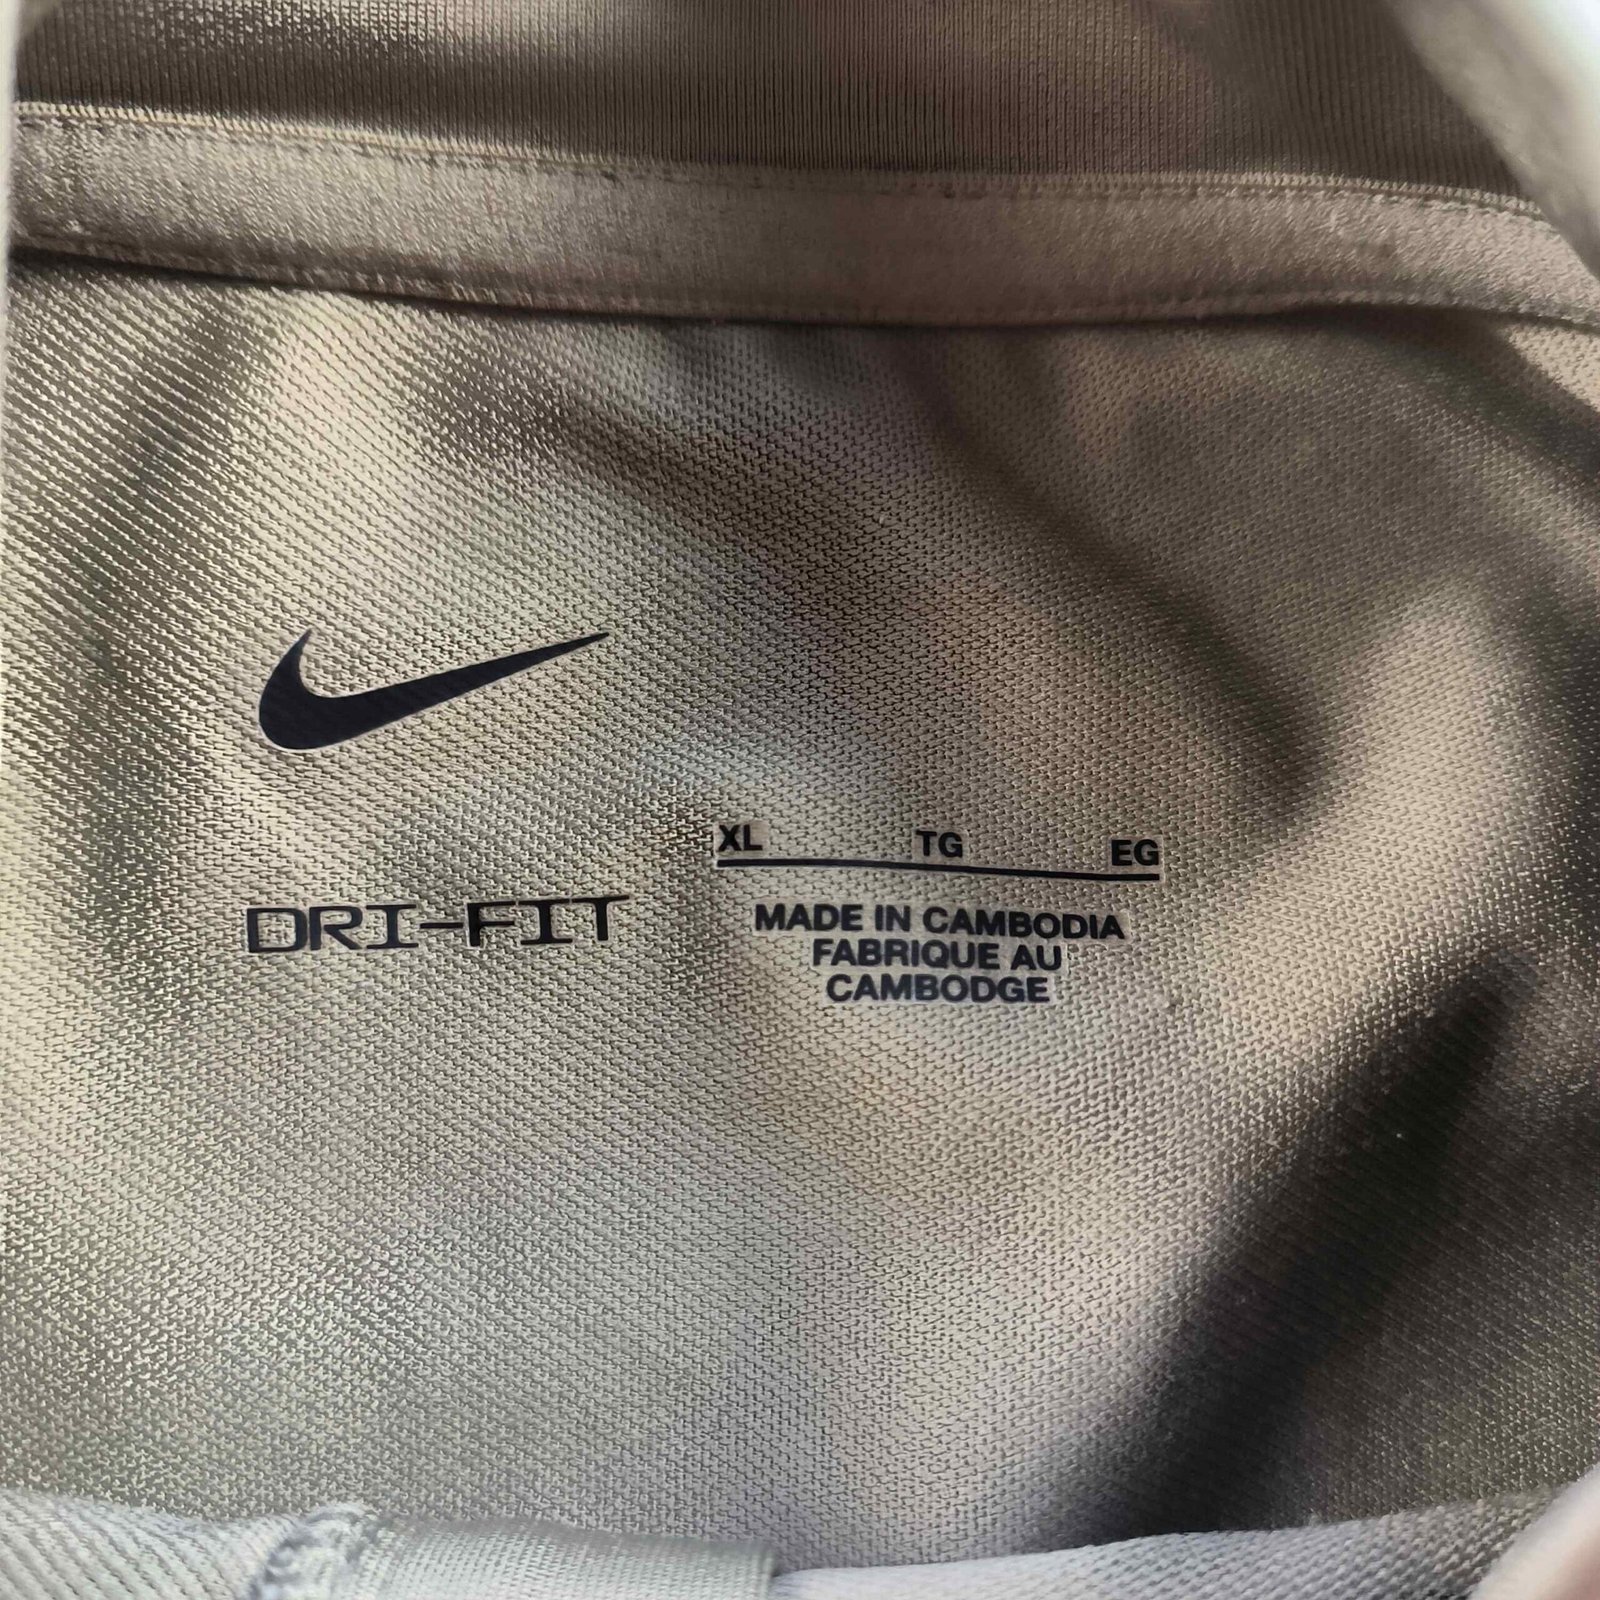 DRI-FIT
XL TG EG
MADE IN CAMBODIA
FABRIQUE AU
CAMBODGE